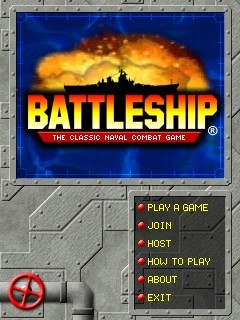 BATTLESHIP®
THE CLASSIC NAVAL COMBAT GAME
PLAY A GAME
JOIN
HOST
HOW TO PLAY
ABOUT
EXIT